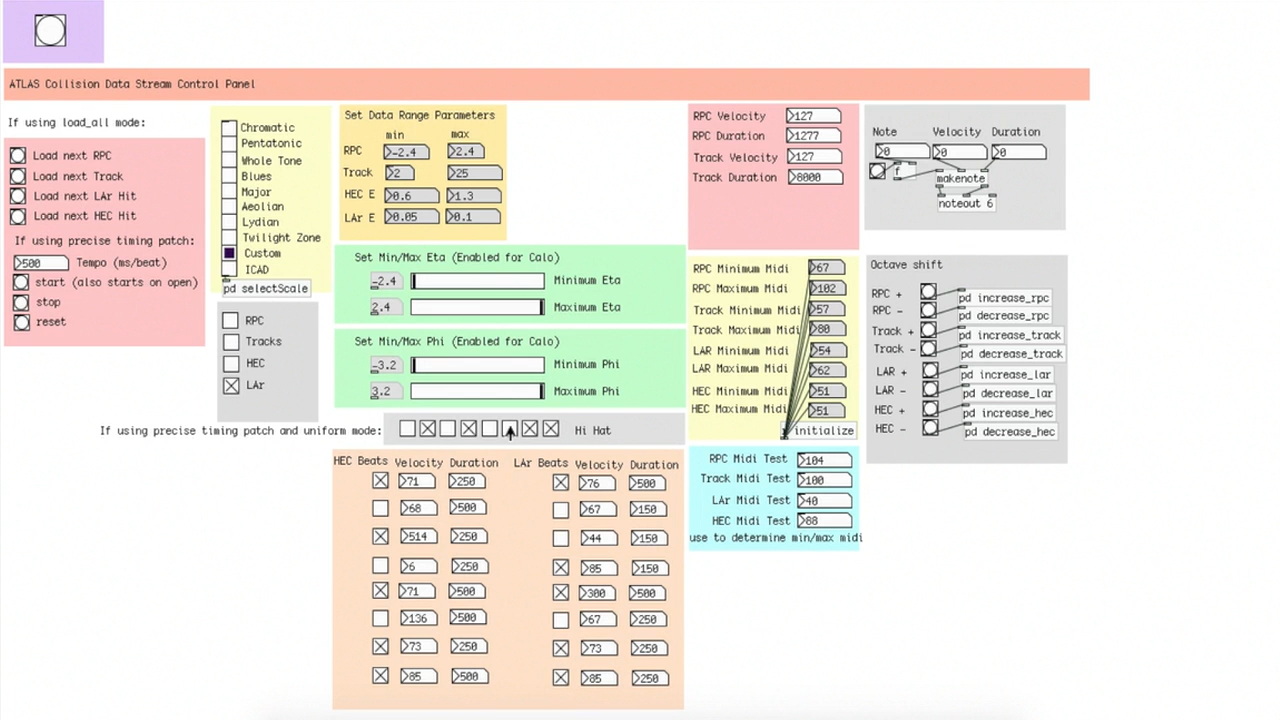 ATLAS Collision Data Stream Control Panel
If using load_all mode:
Load next RPC
Load next Track
Load next LAr Hit
Load next HEC Hit
If using precise timing patch:
500 Tempo (ms/beat)
start (also starts on open)
stop
reset
Chromatic
Pentatonic
Whole Tone
Blues
Major
Aeolian
Lydian
Twilight Zone
Custom
ICAD
pd selectScale
RPC
Tracks
HEC
LAr
Set Data Range Parameters
min max
RPC -2.4 2.4
Track 2 25
HEC E 0.6 1.3
LAr E 0.05 0.1
Set Min/Max Eta (Enabled for Calo)
-2.4 Minimum Eta
2.4 Maximum Eta
Set Min/Max Phi (Enabled for Calo)
-3.2 Minimum Phi
3.2 Maximum Phi
If using precise timing patch and uniform mode: Hi Hat
HEC Beats Velocity Duration LAr Beats Velocity Duration
71 250 76 500
68 500 67 150
514 250 44 150
6 250 85 150
71 500 300 500
136 500 67 250
73 250 73 250
85 500 85 250
RPC Velocity 127
RPC Duration 1277
Track Velocity 127
Track Duration 8000
RPC Minimum Midi 67
RPC Maximum Midi 102
Track Minimum Midi 57
Track Maximum Midi 80
LAR Minimum Midi 54
LAR Maximum Midi 62
HEC Minimum Midi 51
HEC Maximum Midi 51
initialize
RPC Midi Test 104
Track Midi Test 100
LAr Midi Test 40
HEC Midi Test 88
use to determine min/max midi
Note Velocity Duration
0 0 0
f
makenote
noteout 6
Octave shift
RPC + pd increase_rpc
RPC - pd decrease_rpc
Track + pd increase_track
Track - pd decrease_track
LAR + pd increase_lar
LAR - pd decrease_lar
HEC + pd increase_hec
HEC - pd decrease_hec